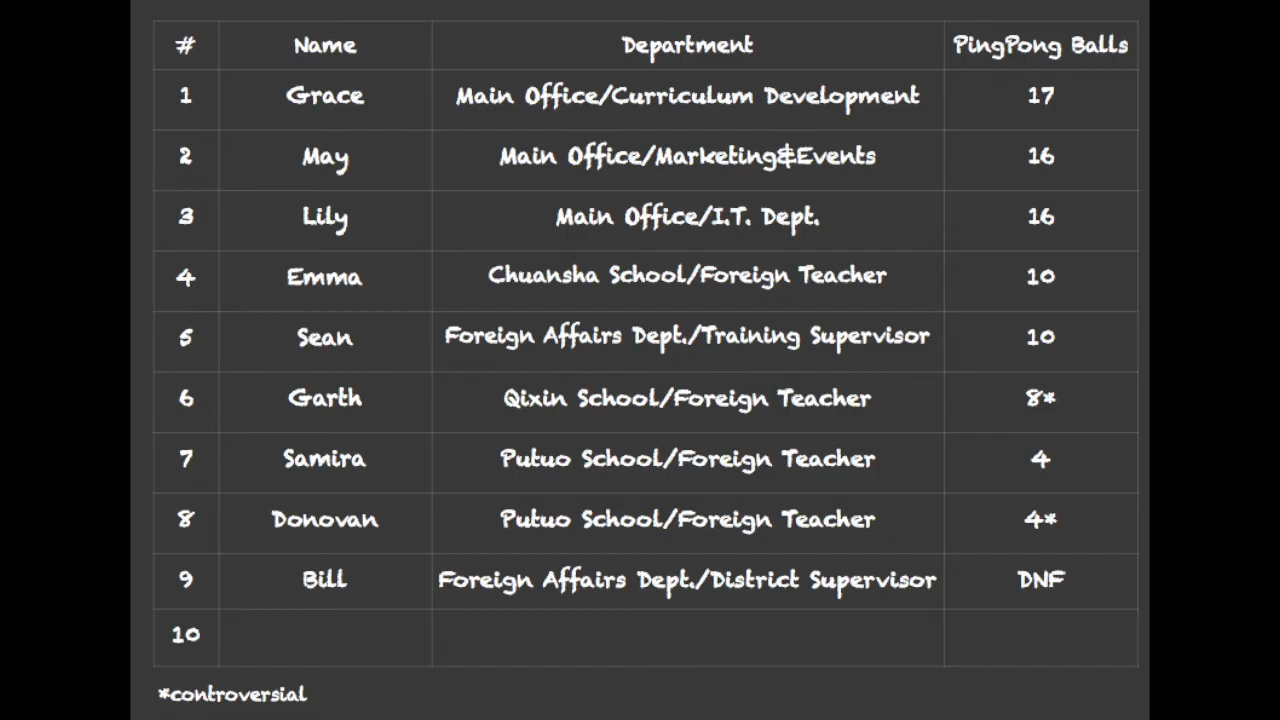 # Name Department PingPong Balls
1 Grace Main Office/Curriculum Development 17
2 May Main Office/Marketing&Events 16
3 Lily Main Office/I.T. Dept. 16
4 Emma Chuansha School/Foreign Teacher 10
5 Sean Foreign Affairs Dept./Training Supervisor 10
6 Garth Qixin School/Foreign Teacher 8*
7 Samira Putuo School/Foreign Teacher 4
8 Donovan Putuo School/Foreign Teacher 4*
9 Bill Foreign Affairs Dept./District Supervisor DNF
10
*controversial